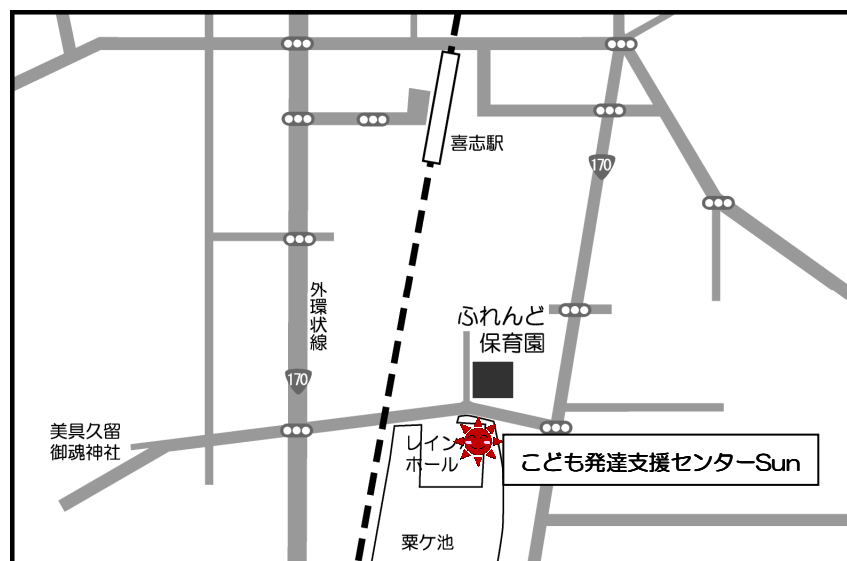 喜志駅
170
外環状線
ふれんど
保育園
170
美具久留
御魂神社
レイン
ホール
こども発達支援センターSun
粟ケ池